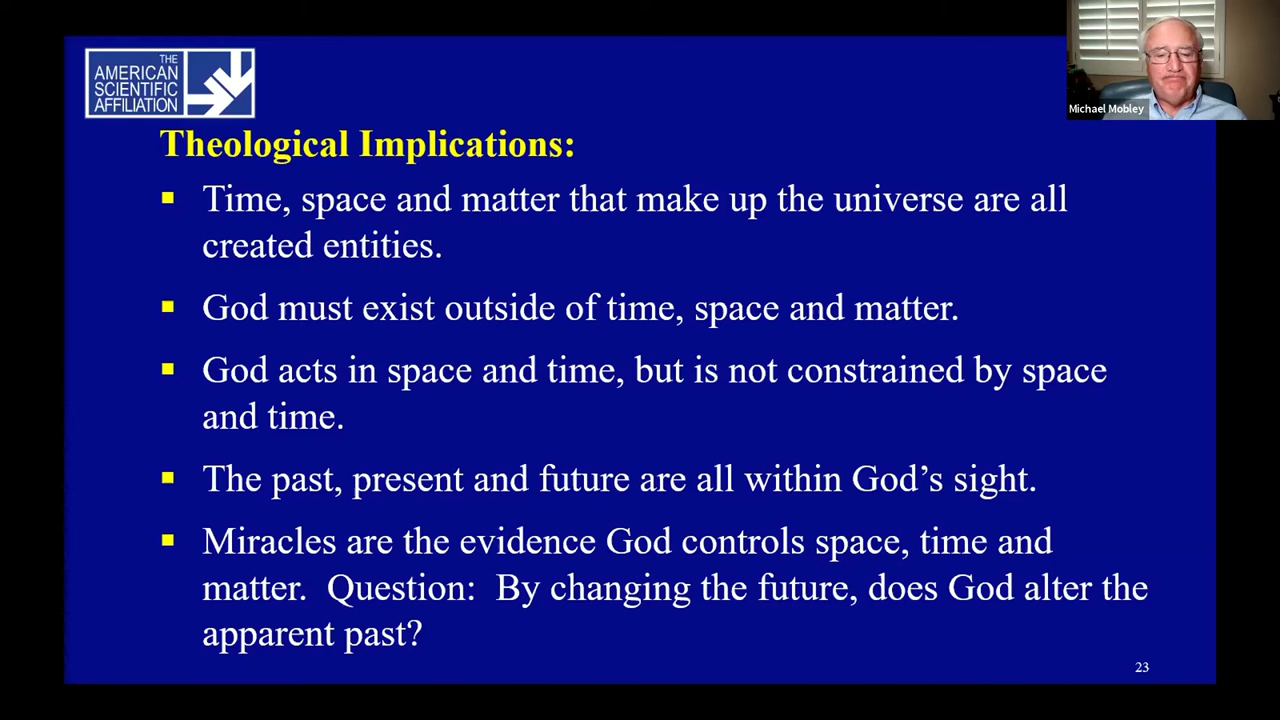 THE
AMERICAN
SCIENTIFIC
AFFILIATION
Michael Mobley
Theological Implications:
Time, space and matter that make up the universe are all
created entities.
God must exist outside of time, space and matter.
God acts in space and time, but is not constrained by space
and time.
The past, present and future are all within God’s sight.
Miracles are the evidence God controls space, time and
matter.  Question:  By changing the future, does God alter the
apparent past?
23